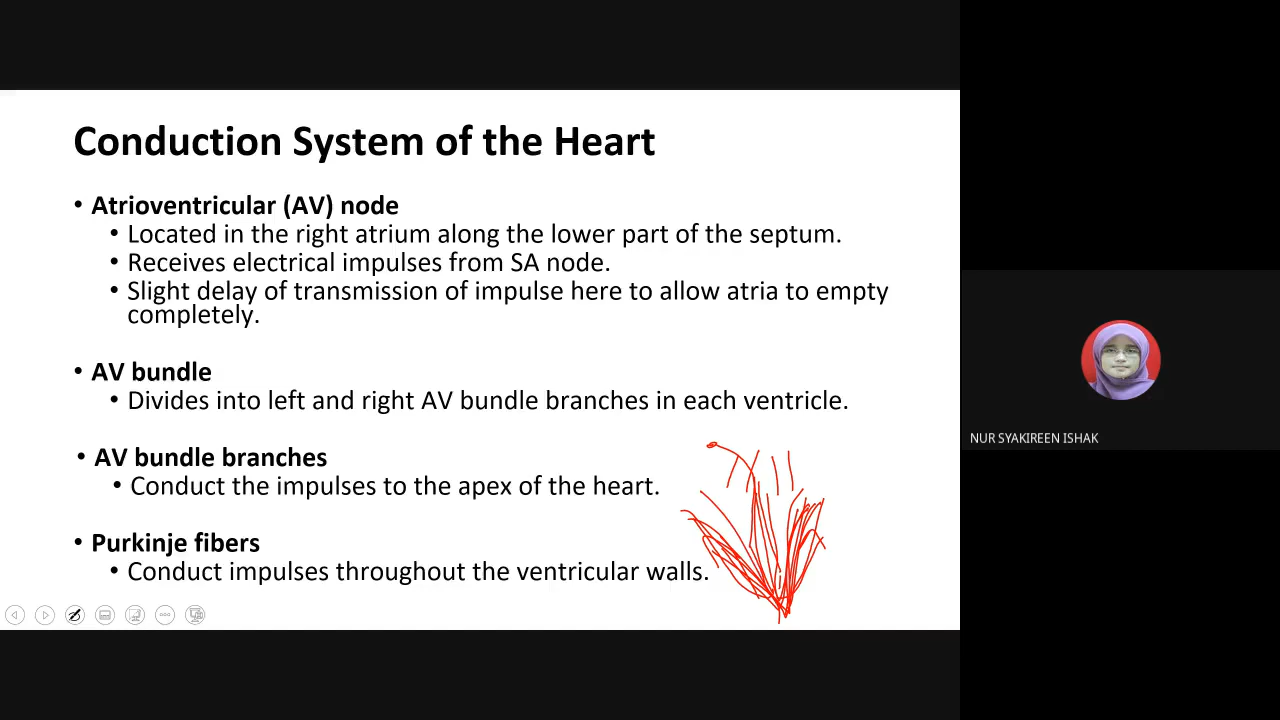 Conduction System of the Heart
• Atrioventricular (AV) node
• Located in the right atrium along the lower part of the septum.
• Receives electrical impulses from SA node.
• Slight delay of transmission of impulse here to allow atria to empty
completely.
• AV bundle
• Divides into left and right AV bundle branches in each ventricle.
• AV bundle branches
• Conduct the impulses to the apex of the heart.
• Purkinje fibers
• Conduct impulses throughout the ventricular walls.
NUR SYAKIREEN ISHAK